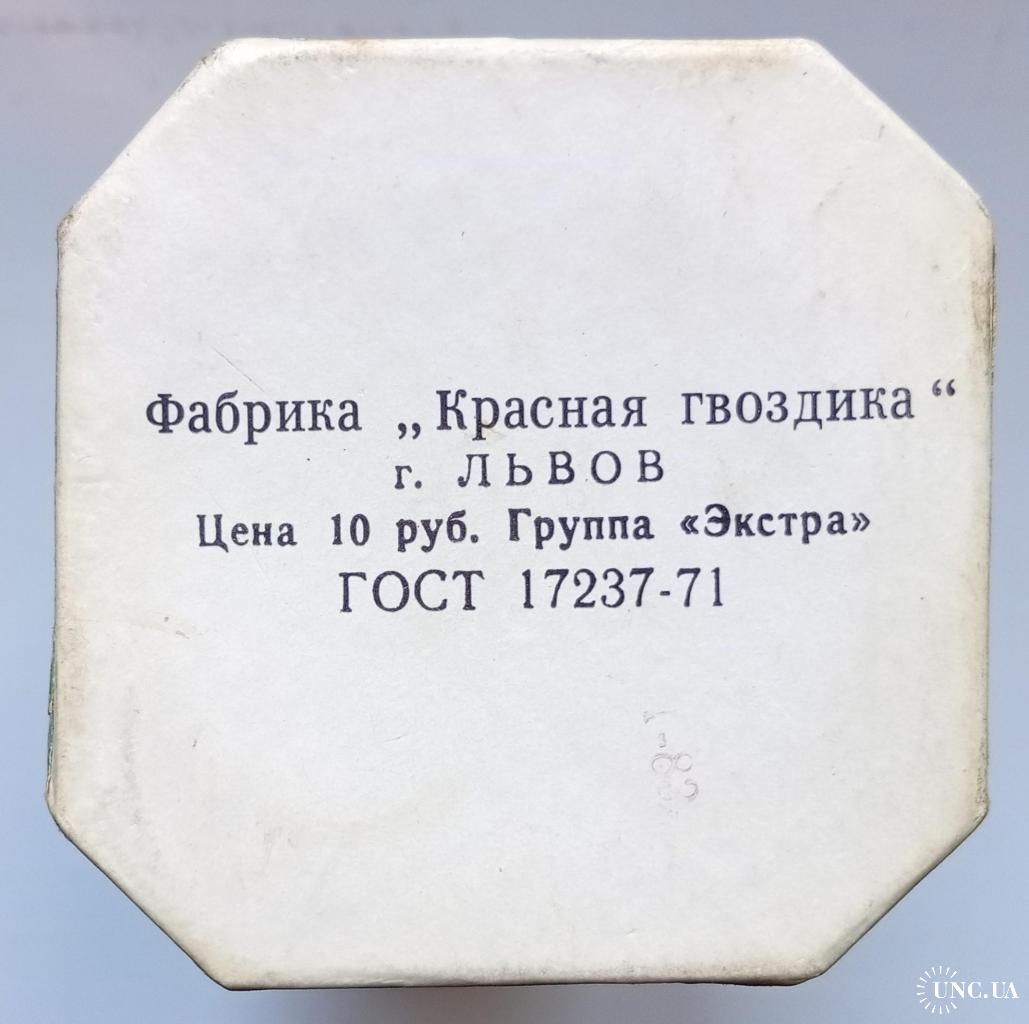 Фабрика „Красная гвоздика“
г. ЛЬВОВ
Цена 10 руб. Группа «Экстра»
ГОСТ 17237-71
UNC.UA